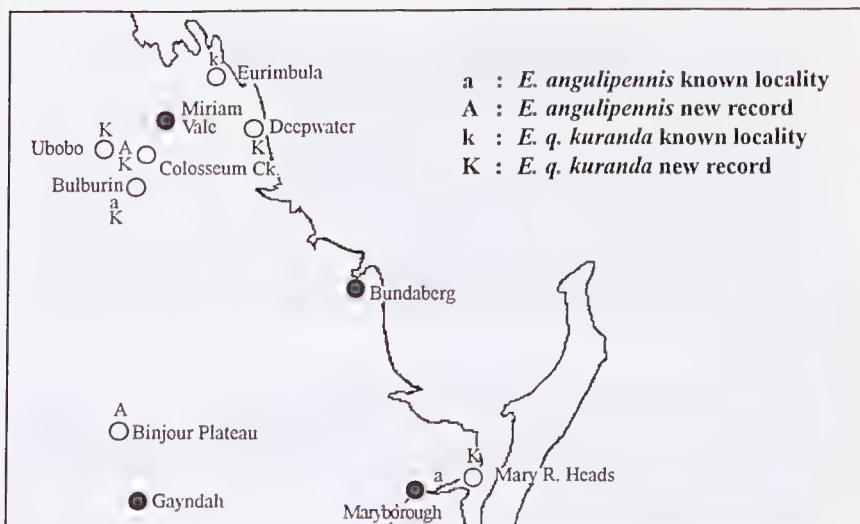 k
Eurimbula
a : E. angulipennis known locality
A : E. angulipennis new record
k : E. q. kuranda known locality
K : E. q. kuranda new record
Miriam
Vale
Deepwater
K
K
Ubobo
A
K
Colosseum Ck.
Bulburin
a
K
Bundaberg
A
Binjour Plateau
K
a
Mary R. Heads
Gayndah
Maryborough